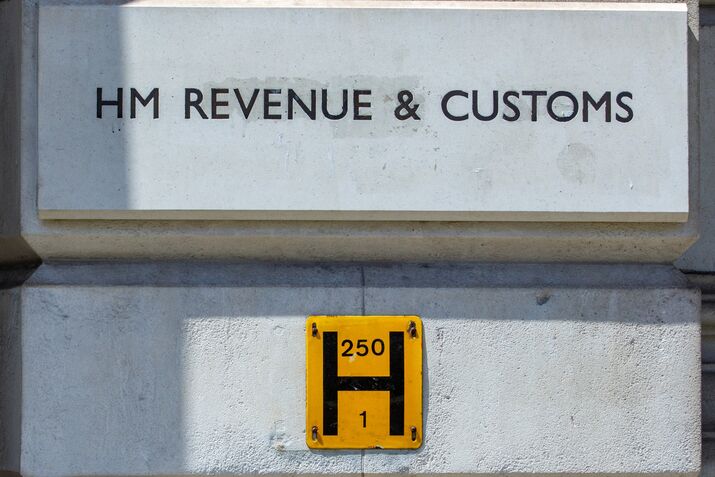 HM REVENUE & CUSTOMS
250
H
1